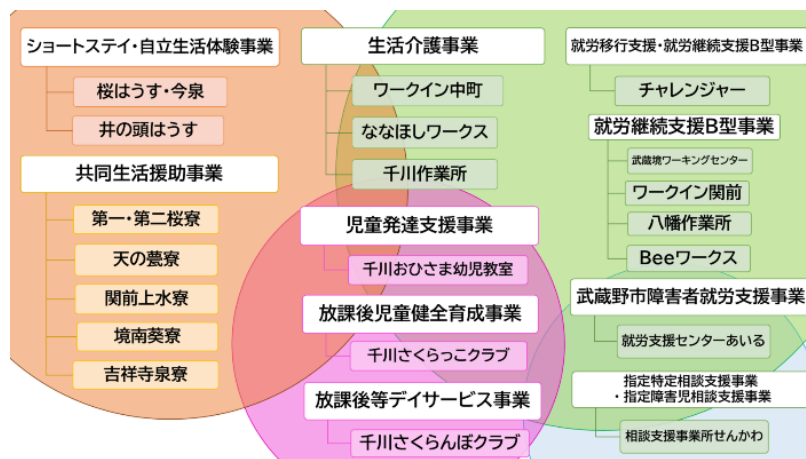 ショートステイ・自立生活体験事業
桜はうす・今泉
井の頭はうす
共同生活援助事業
第一・第二桜寮
天の甍寮
関前上水寮
境南葵寮
吉祥寺泉寮
生活介護事業
ワークイン中町
ななほしワークス
千川作業所
児童発達支援事業
千川おひさま幼児教室
放課後児童健全育成事業
千川さくらっこクラブ
放課後等デイサービス事業
千川さくらんぼクラブ
就労移行支援・就労継続支援B型事業
チャレンジャー
就労継続支援B型事業
武蔵境ワーキングセンター
ワークイン関前
八幡作業所
Beeワークス
武蔵野市障害者就労支援事業
就労支援センターあいる
指定特定相談支援事業
・指定障害児相談支援事業
相談支援事業所せんかわ